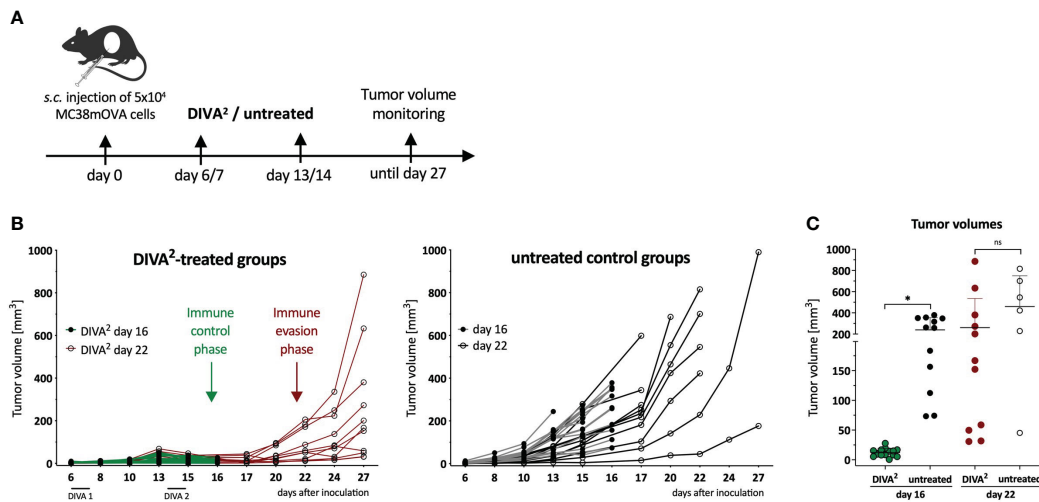 A
s.c. injection of 5x10⁴
MC38mOVA cells
DIVA² / untreated
Tumor volume
monitoring
day 0
day 6/7
day 13/14
until day 27
B
DIVA²-treated groups
Tumor volume [mm³]
1000
800
600
400
200
0
DIVA² day 16
DIVA² day 22
Immune
control
phase
Immune
evasion
phase
6 8 10 13 15 16 17 20 22 24 27
DIVA 1
DIVA 2
days after inoculation
untreated control groups
Tumor volume [mm³]
1000
800
600
400
200
0
day 16
day 22
6 8 10 13 15 16 17 20 22 24 27
days after inoculation
C
Tumor volumes
Tumor volume [mm³]
1000
900
800
700
600
500
400
300
200
150
100
50
0
*
ns
DIVA² untreated DIVA² untreated
day 16 day 22